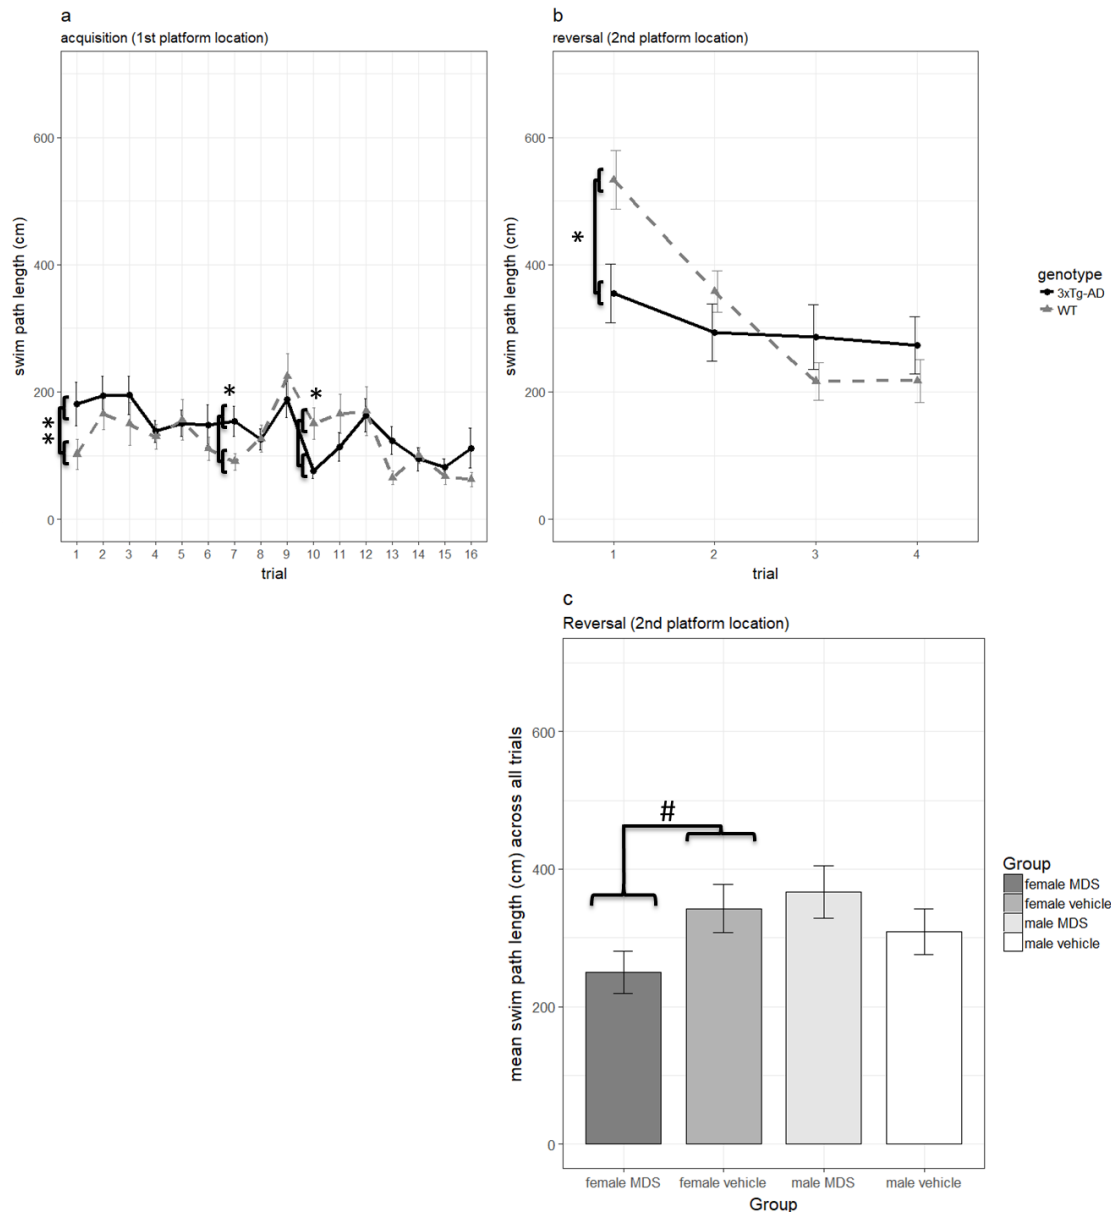 a
acquisition (1st platform location)
swim path length (cm)
600
400
200
0
**
*
*
1 2 3 4 5 6 7 8 9 10 11 12 13 14 15 16
trial
b
reversal (2nd platform location)
swim path length (cm)
600
400
200
0
*
1 2 3 4
trial
genotype
3xTg-AD
WT
c
Reversal (2nd platform location)
mean swim path length (cm) across all trials
600
400
200
0
#
female MDS female vehicle male MDS male vehicle
Group
Group
female MDS
female vehicle
male MDS
male vehicle